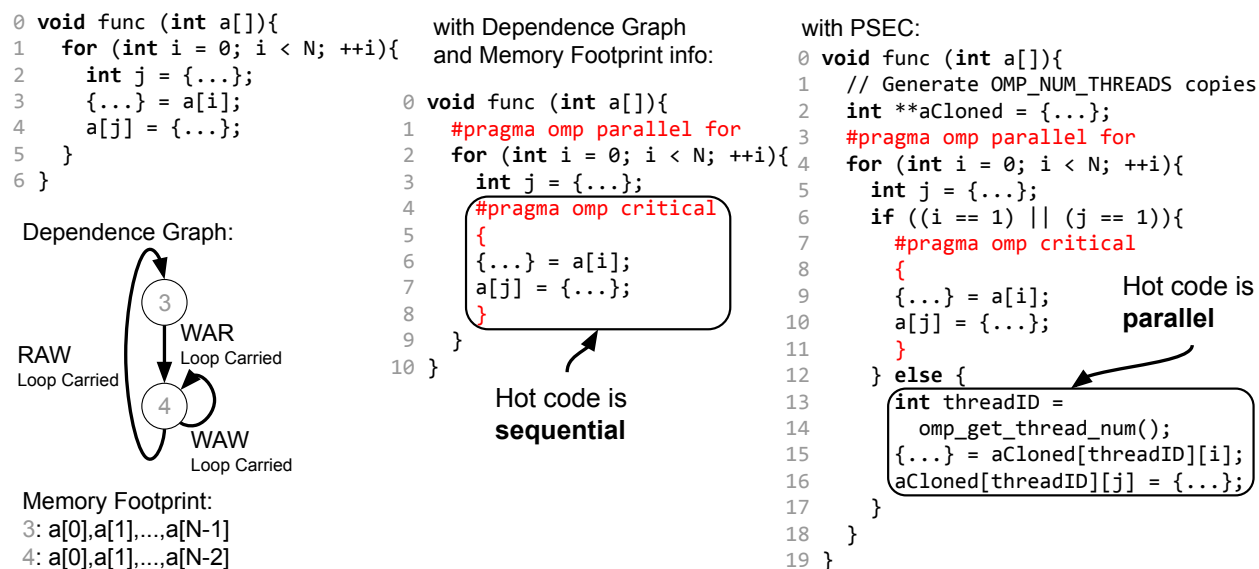 0 void func (int a[]){
1 for (int i = 0; i < N; ++i){
2 int j = {...};
3 {...} = a[i];
4 a[j] = {...};
5 }
6 }
Dependence Graph:
3
WAR
Loop Carried
RAW
Loop Carried
4
WAW
Loop Carried
Memory Footprint:
3: a[0],a[1],...,a[N-1]
4: a[0],a[1],...,a[N-2]
with Dependence Graph
and Memory Footprint info:
0 void func (int a[]){
1 #pragma omp parallel for
2 for (int i = 0; i < N; ++i){
3 int j = {...};
4 #pragma omp critical
5 {
6 {...} = a[i];
7 a[j] = {...};
8 }
9 }
10 }
Hot code is
sequential
with PSEC:
0 void func (int a[]){
1 // Generate OMP_NUM_THREADS copies
2 int **aCloned = {...};
3 #pragma omp parallel for
4 for (int i = 0; i < N; ++i){
5 int j = {...};
6 if ((i == 1) || (j == 1)){
7 #pragma omp critical
8 {
9 {...} = a[i];
10 a[j] = {...};
11 }
12 } else {
13 int threadID =
14 omp_get_thread_num();
15 {...} = aCloned[threadID][i];
16 aCloned[threadID][j] = {...};
17 }
18 }
19 }
Hot code is
parallel